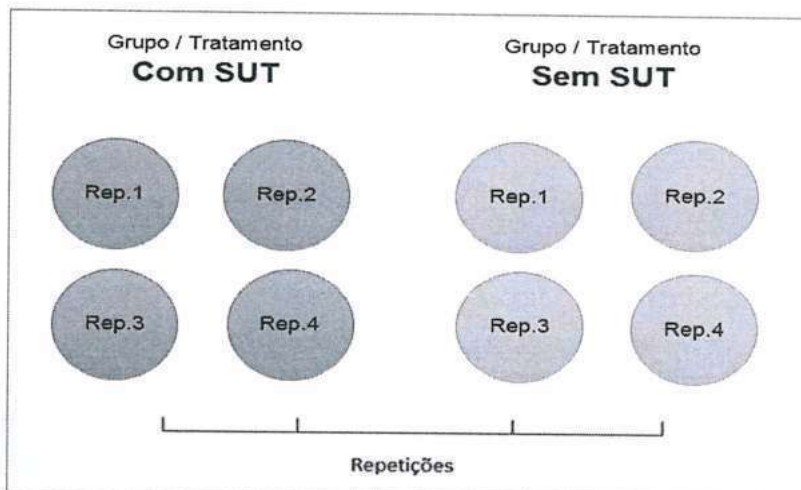 Grupo / Tratamento
Com SUT
Grupo / Tratamento
Sem SUT
Rep.1
Rep.2
Rep.1
Rep.2
Rep.3
Rep.4
Rep.3
Rep.4
Repetições